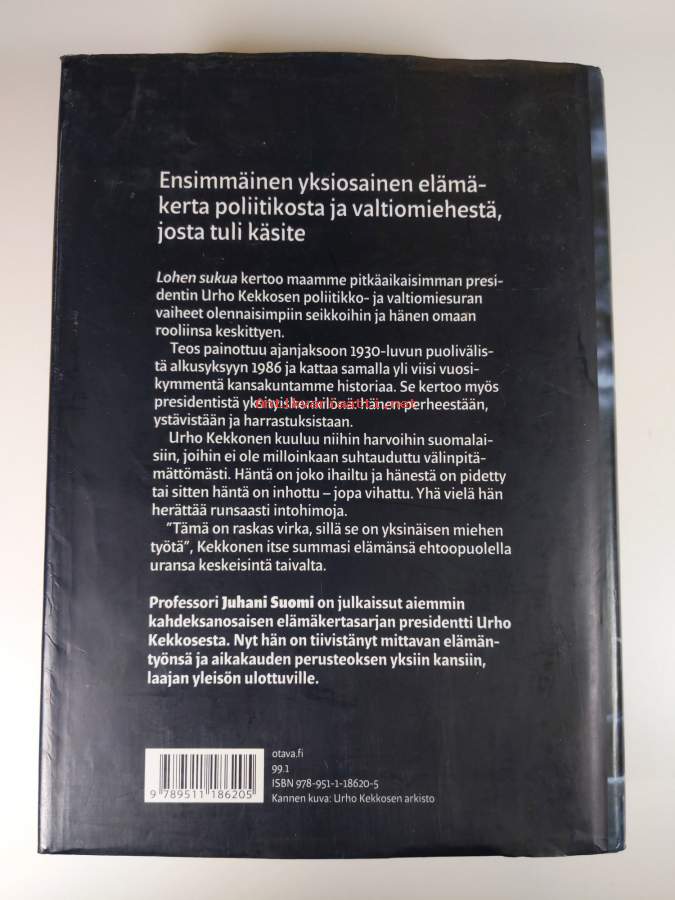 Ensimmäinen yksiosainen elämä-
kerta poliitikosta ja valtiomiehestä,
josta tuli käsite
Lohen sukua kertoo maamme pitkäaikaisimman presi-
dentin Urho Kekkosen poliitikko- ja valtiomiesuran
vaiheet olennaisimpiin seikkoihin ja hänen omaan
rooliinsa keskittyen.
Teos painottuu ajanjaksoon 1930-luvun puolivälis-
tä alkusyksyyn 1986 ja kattaa samalla yli viisi vuosi-
kymmentä kansakuntamme historiaa. Se kertoo myös
presidentistä hänen perheestään,
ystävistään ja harrastuksistaan.
Urho Kekkonen kuuluu niihin harvoihin suomalai-
siin, joihin ei ole milloinkaan suhtauduttu välinpitä-
mättömästi. Häntä on joko ihailtu ja hänestä on pidetty
tai sitten häntä on inhottu – jopa vihattu. Yhä vielä hän
herättää runsaasti intohimoja.
”Tämä on raskas virka, sillä se on yksinäisen miehen
työtä”, Kekkonen itse summasi elämänsä ehtoopuolella
uransa keskeisintä taivalta.
Professori Juhani Suomi on julkaissut aiemmin
kahdeksanosaisen elämäkertasarjan presidentti Urho
Kekkosesta. Nyt hän on tiivistänyt mittavan elämän-
työnsä ja aikakauden perusteoksen yksiin kansiin,
laajan yleisön ulottuville.
otava.fi
99.1
ISBN 978-951-1-18620-5
Kannen kuva: Urho Kekkosen arkisto
9 789511 186205